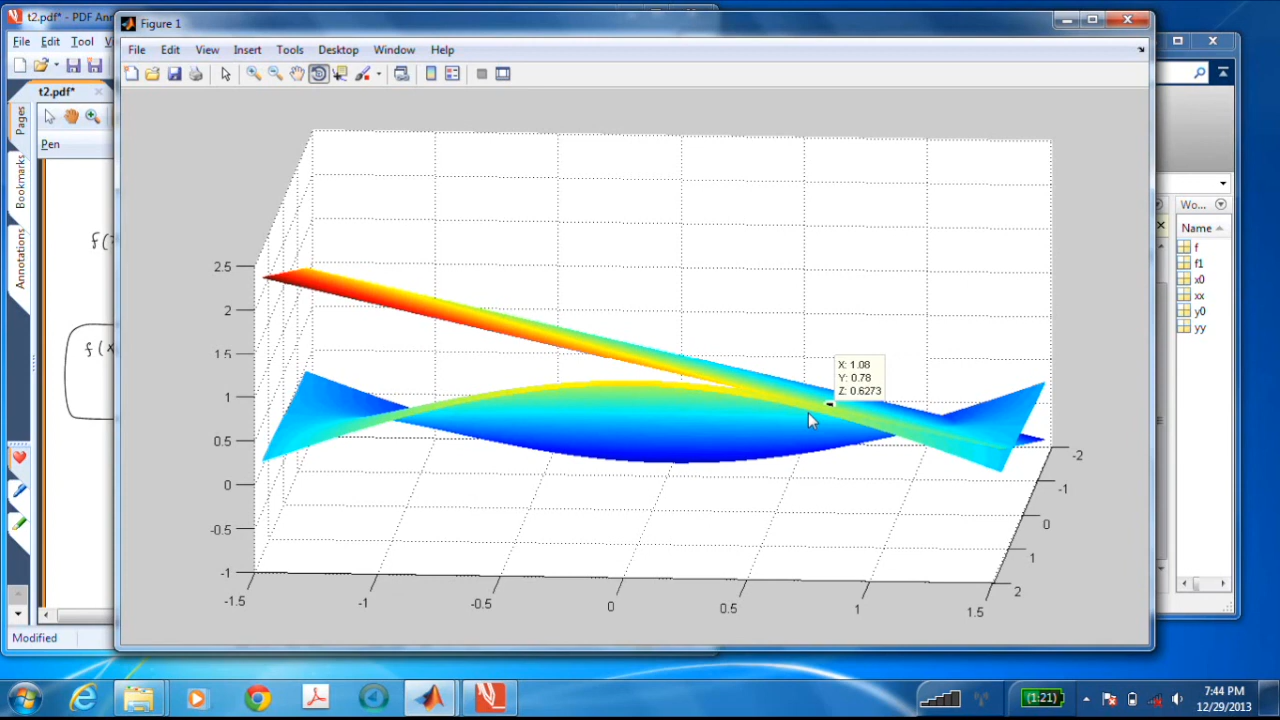 t2.pdf* - PDF Ann
Figure 1
File Edit Tool
File Edit View Insert Tools Desktop Window Help
t2.pdf*
Pen
Pages
Bookmarks
Annotations
Modified
Wo...
Name
f
f1
x0
xx
y0
yy
X: 1.08
Y: 0.78
Z: 0.6273
2.5
2
1.5
1
0.5
0
-0.5
-1
-1.5
-1
-0.5
0
0.5
1
1.5
-2
-1
0
1
2
(1:21)
7:44 PM
12/29/2013